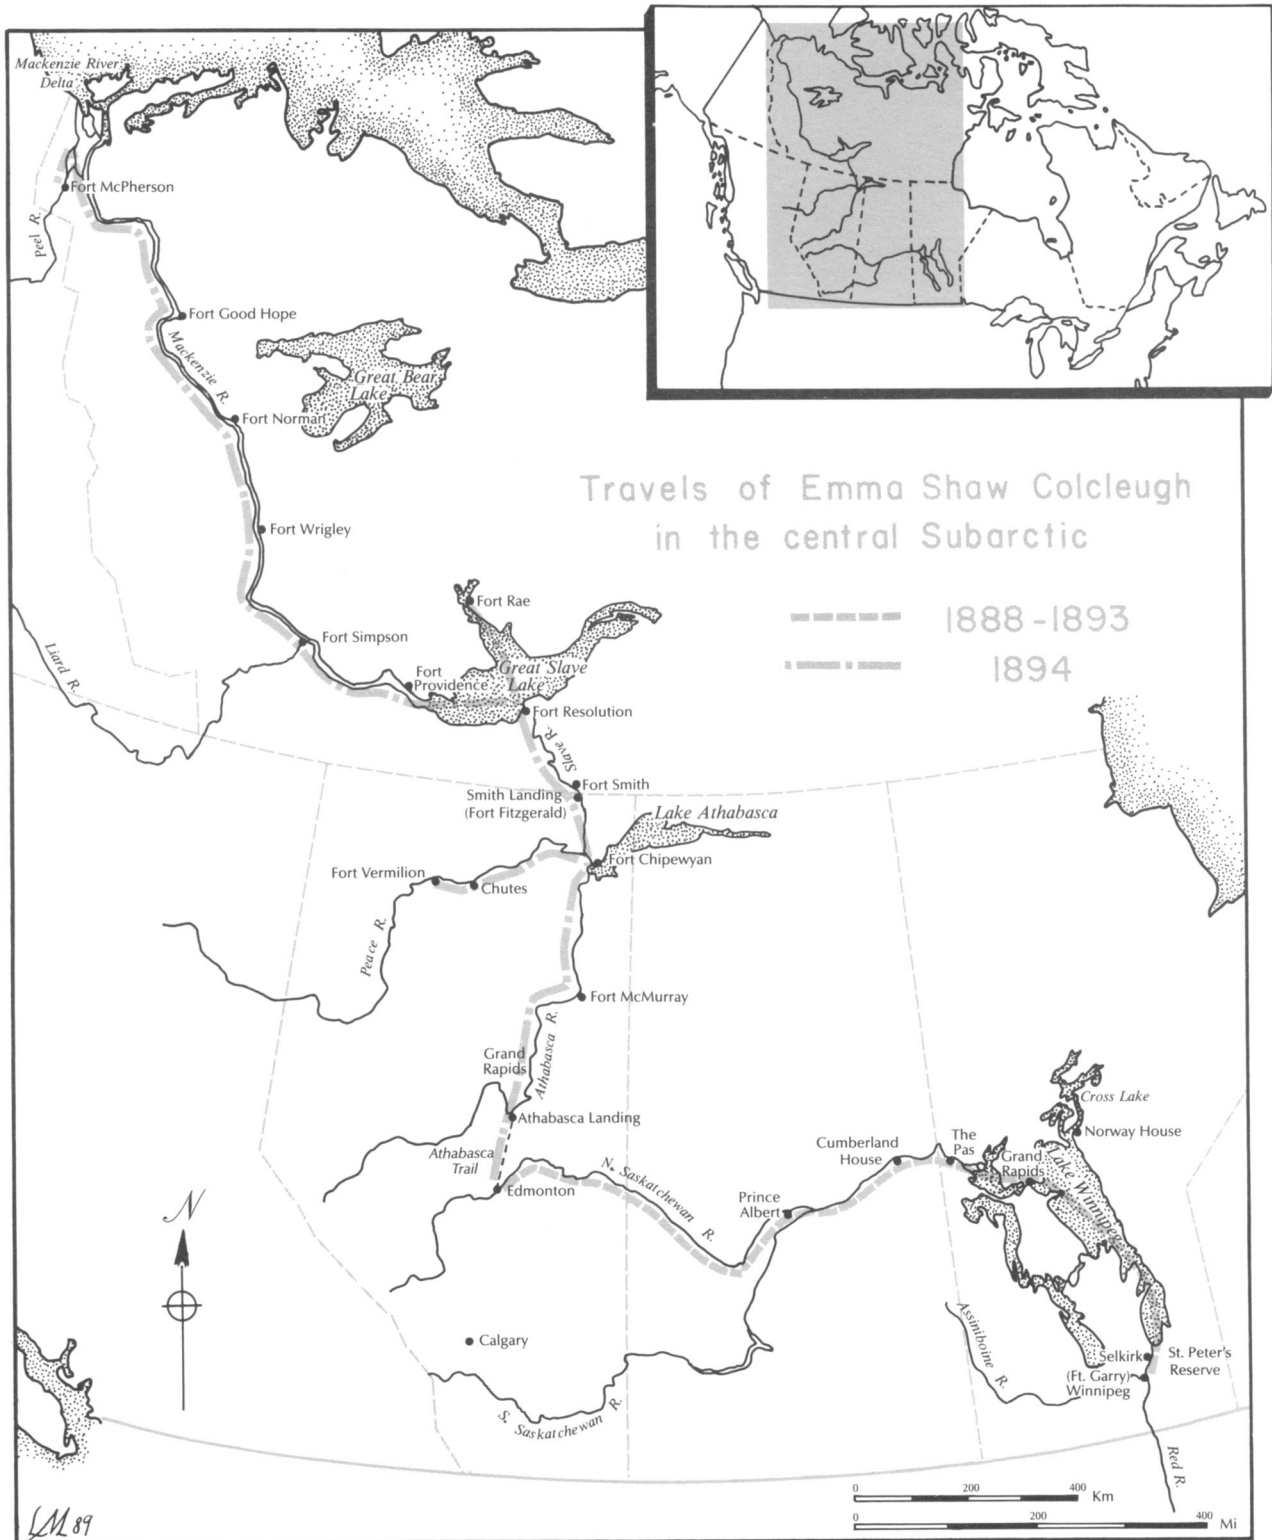 Mackenzie River
Delta
Fort McPherson
Peel R.
Fort Good Hope
Mackenzie R.
Great Bear
Lake
Fort Norman
Travels of Emma Shaw Colcleugh
in the central Subarctic
1888-1893
1894
Fort Wrigley
Fort Rae
Fort Simpson
Liard R.
Fort
Providence
Great Slave
Lake
Fort Resolution
Slave R.
Fort Smith
Smith Landing
(Fort Fitzgerald)
Lake Athabasca
Fort Chipewyan
Fort Vermilion
Chutes
Peace R.
Fort McMurray
Athabasca R.
Grand
Rapids
Athabasca Landing
Athabasca
Trail
Edmonton
N. Saskatchewan R.
Prince
Albert
Cumberland
House
The
Pas
Grand
Rapids
Cross Lake
Norway House
Lake Winnipeg
N
Calgary
S. Saskatchewan R.
Assiniboine R.
Selkirk
St. Peter's
Reserve
(Ft. Garry)
Winnipeg
Red R.
0 200 400 Km
0 200 400 Mi
LM 89